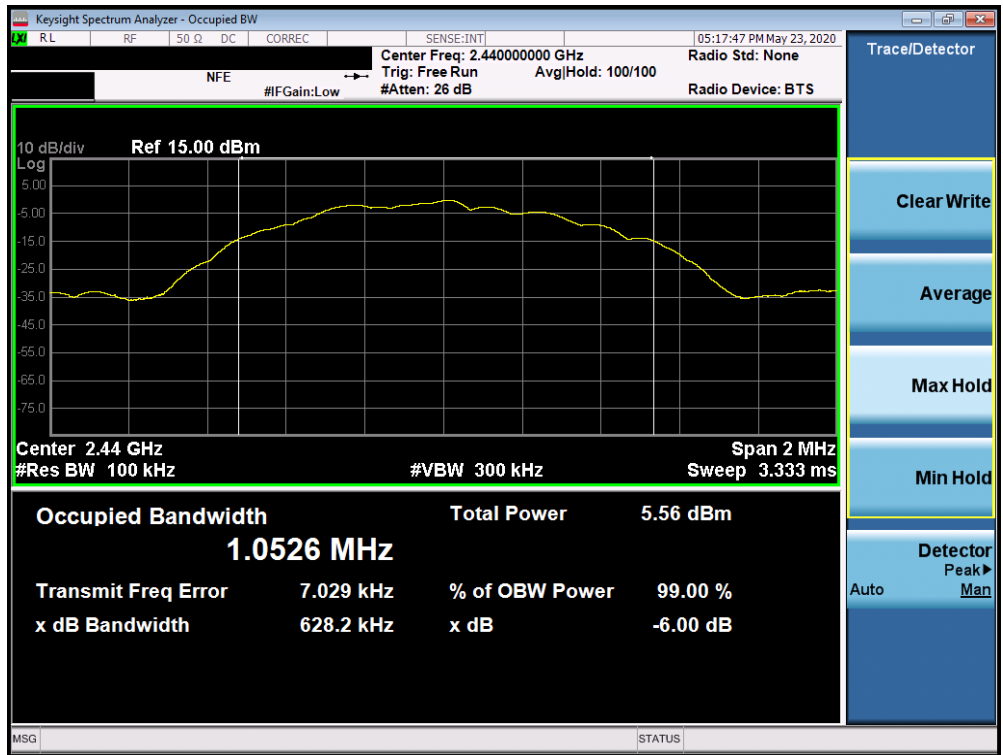 Keysight Spectrum Analyzer - Occupied BW
LXI RL RF 50 Ω DC CORREC SENSE:INT 05:17:47 PM May 23, 2020
Center Freq: 2.440000000 GHz Radio Std: None
NFE Trig: Free Run Avg|Hold: 100/100
#IFGain:Low #Atten: 26 dB Radio Device: BTS
Trace/Detector
10 dB/div Ref 15.00 dBm
Log
5.00
-5.00
-15.0
-25.0
-35.0
-45.0
-55.0
-65.0
-75.0
Center 2.44 GHz Span 2 MHz
#Res BW 100 kHz #VBW 300 kHz Sweep 3.333 ms
Occupied Bandwidth Total Power 5.56 dBm
1.0526 MHz
Transmit Freq Error 7.029 kHz % of OBW Power 99.00 %
x dB Bandwidth 628.2 kHz x dB -6.00 dB
Clear Write
Average
Max Hold
Min Hold
Detector
Peak▶
Auto Man
MSG STATUS